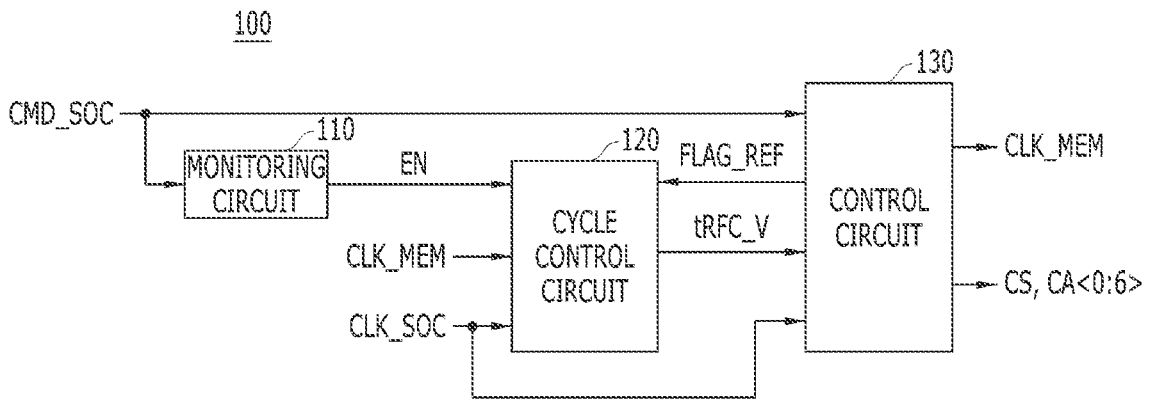 100
130
CMD_SOC
110
120
FLAG_REF
CLK_MEM
MONITORING
CIRCUIT
EN
CONTROL
CIRCUIT
CYCLE
CONTROL
CIRCUIT
tRFC_V
CLK_MEM
CS, CA<0:6>
CLK_SOC